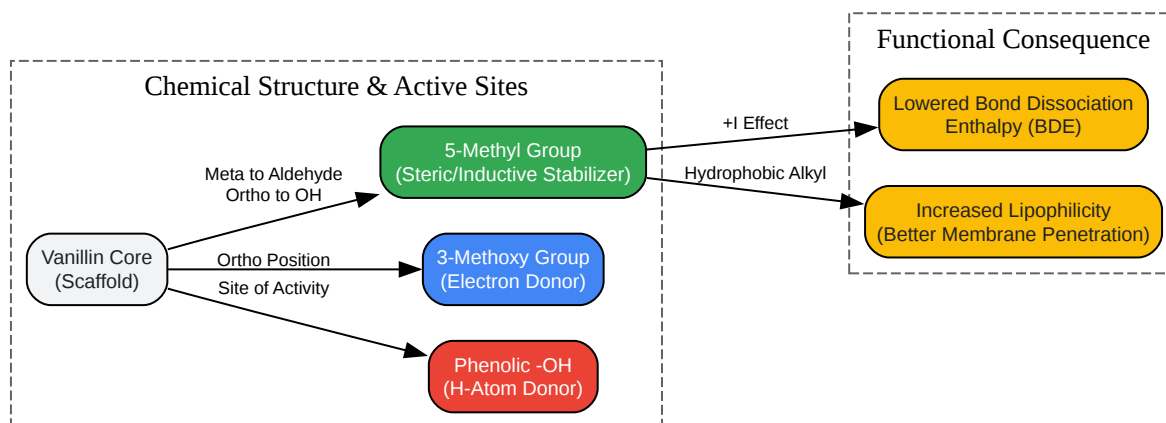 Functional Consequence
Chemical Structure & Active Sites
Lowered Bond Dissociation
Enthalpy (BDE)
+I Effect
5-Methyl Group
(Steric/Inductive Stabilizer)
Meta to Aldehyde
Ortho to OH
Hydrophobic Alkyl
Increased Lipophilicity
(Better Membrane Penetration)
Vanillin Core
(Scaffold)
Ortho Position
3-Methoxy Group
(Electron Donor)
Site of Activity
Phenolic -OH
(H-Atom Donor)